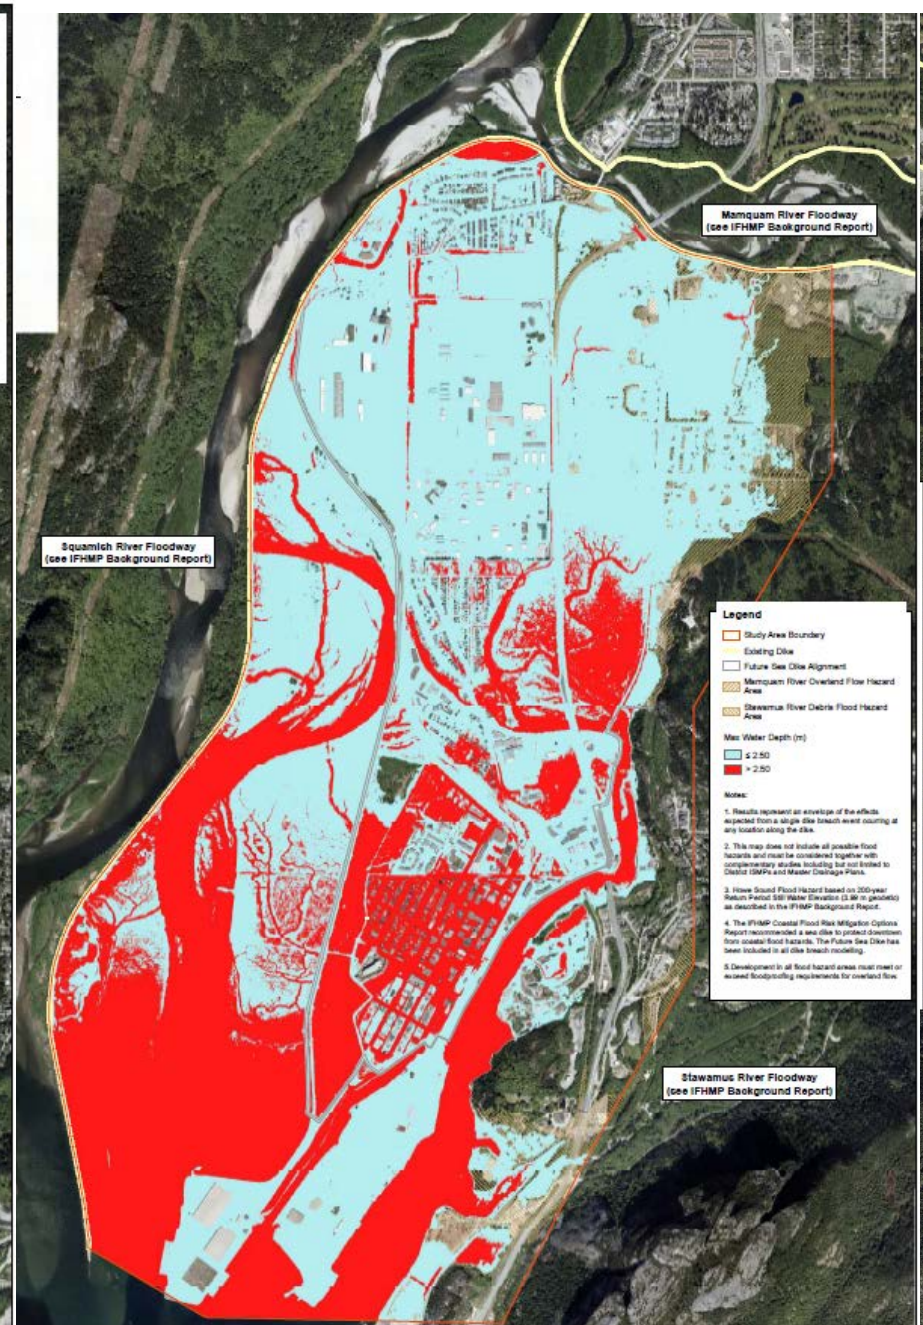 Mamquam River Floodway
(see IFHMP Background Report)
Squamish River Floodway
(see IFHMP Background Report)
Legend
Study Area Boundary
Existing Dike
Future Sea Dike Alignment
Mamquam River Overland Flow Hazard
Area
Stawamus River Debris Flood Hazard
Area
Max Water Depth (m)
≤ 2.50
> 2.50
Notes:
1. Results represent an envelope of the effects
expected from a single dike breach event occurring at
any location along the dike.
2. This map does not include all possible flood
hazards and must be considered together with
complementary studies including but not limited to
District ISMPs and Master Drainage Plans.
3. Howe Sound Flood Hazard based on 200-year
Return Period Still Water Elevation (3.99 m geodetic)
as described in the IFHMP Background Report.
4. The IFHMP Coastal Flood Risk Mitigation Options
Report recommended a sea dike to protect downtown
from coastal flood hazards. The Future Sea Dike has
been included in all dike breach modelling.
5. Development in all flood hazard areas must meet or
exceed floodproofing requirements for overland flow.
Stawamus River Floodway
(see IFHMP Background Report)